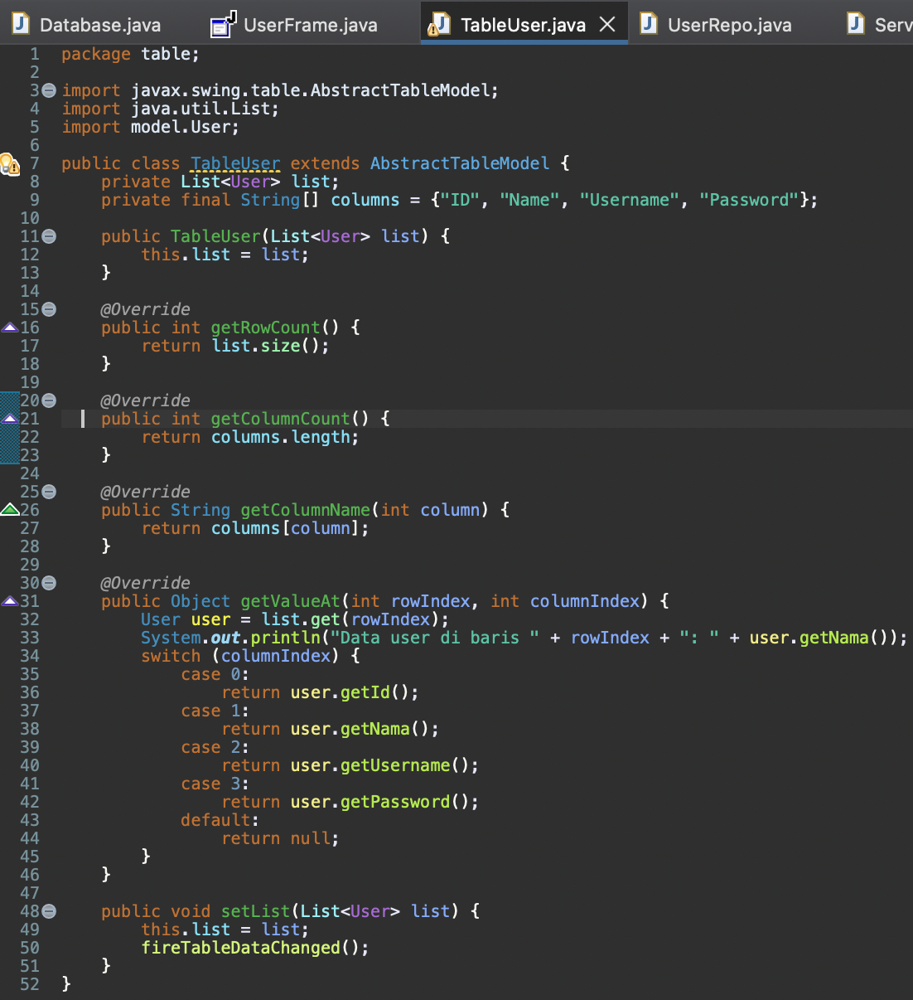 Database.java UserFrame.java TableUser.java UserRepo.java Serv
1 package table;
2
3 import javax.swing.table.AbstractTableModel;
4 import java.util.List;
5 import model.User;
6
7 public class TableUser extends AbstractTableModel {
8     private List<User> list;
9     private final String[] columns = {"ID", "Name", "Username", "Password"};
10
11     public TableUser(List<User> list) {
12         this.list = list;
13     }
14
15     @Override
16     public int getRowCount() {
17         return list.size();
18     }
19
20     @Override
21     public int getColumnCount() {
22         return columns.length;
23     }
24
25     @Override
26     public String getColumnName(int column) {
27         return columns[column];
28     }
29
30     @Override
31     public Object getValueAt(int rowIndex, int columnIndex) {
32         User user = list.get(rowIndex);
33         System.out.println("Data user di baris " + rowIndex + ": " + user.getNama());
34         switch (columnIndex) {
35             case 0:
36                 return user.getId();
37             case 1:
38                 return user.getNama();
39             case 2:
40                 return user.getUsername();
41             case 3:
42                 return user.getPassword();
43             default:
44                 return null;
45         }
46     }
47
48     public void setList(List<User> list) {
49         this.list = list;
50         fireTableDataChanged();
51     }
52 }